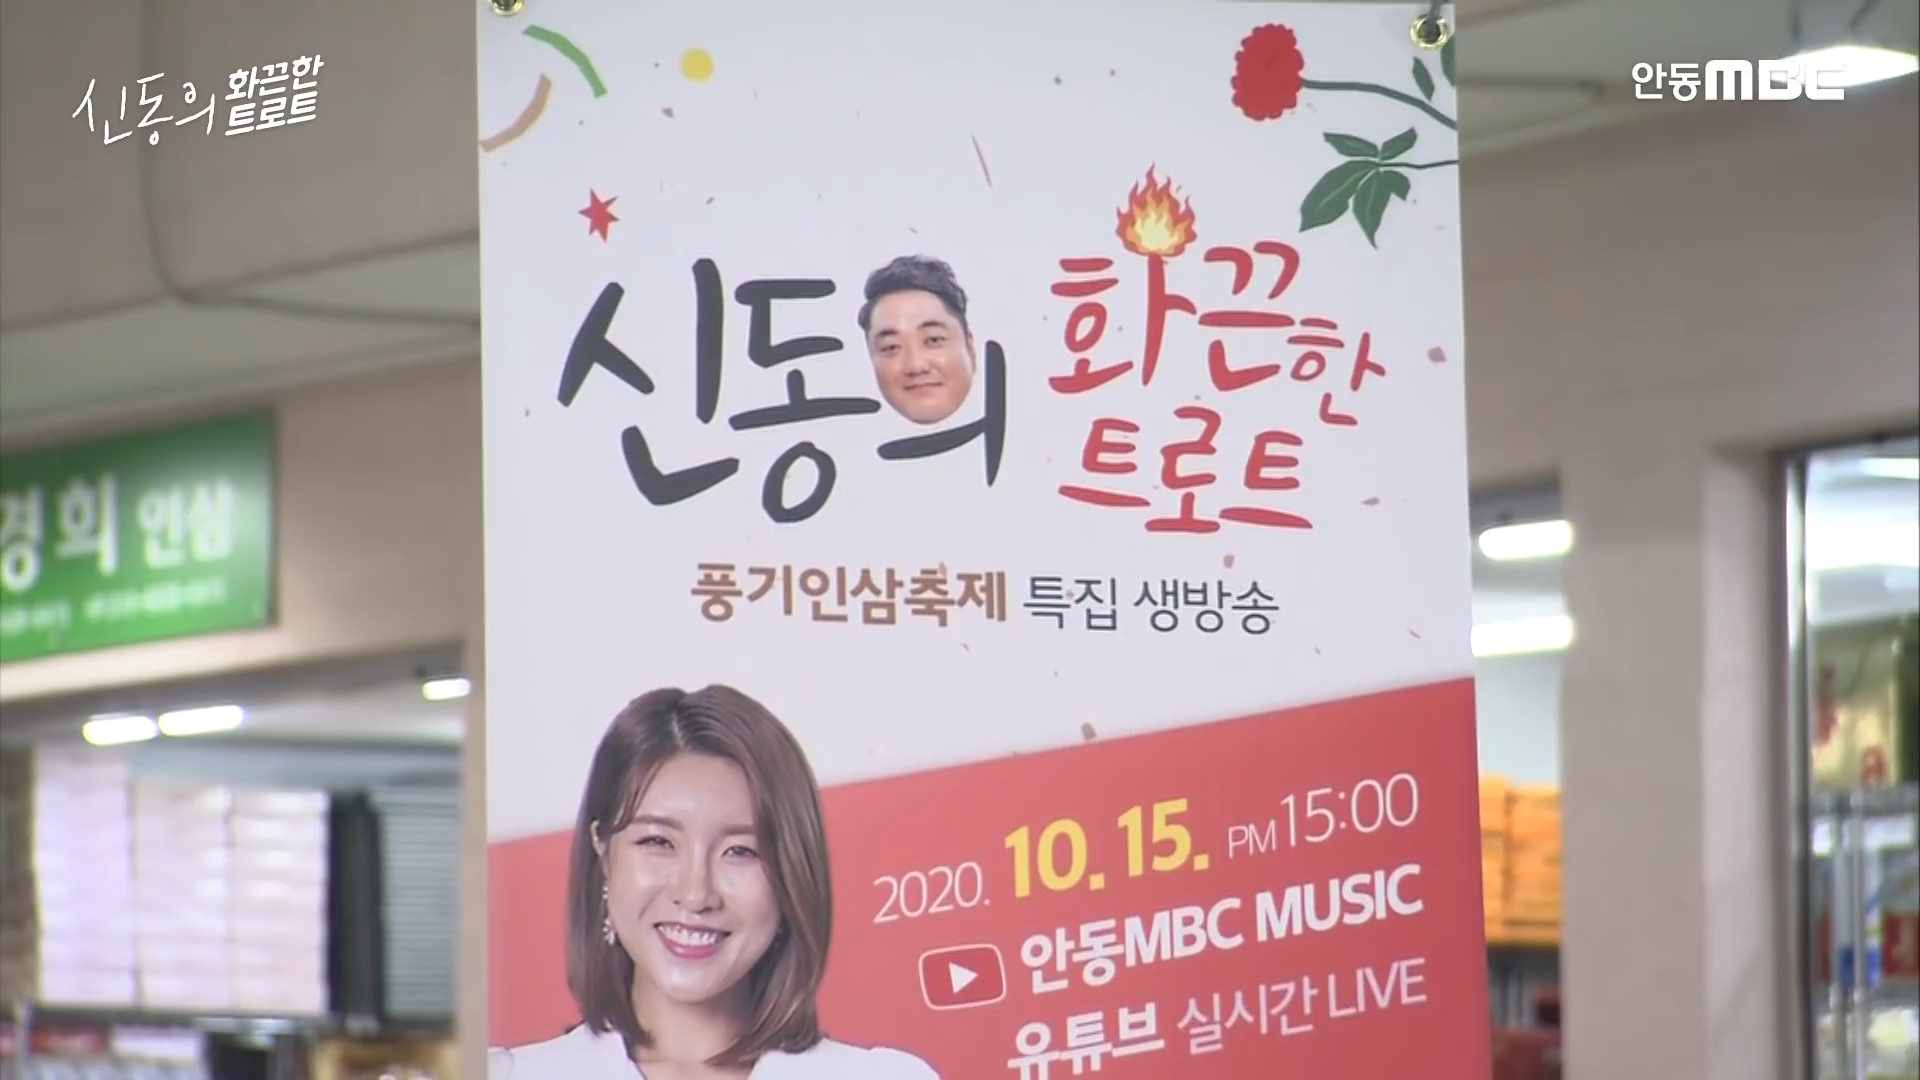 신동의 화끈한 트로트
안동MBC
신동의 화끈한
트로트
풍기인삼축제 특집 생방송
경회 인삼
2020. 10. 15. PM 15:00
안동MBC MUSIC
유튜브 실시간 LIVE